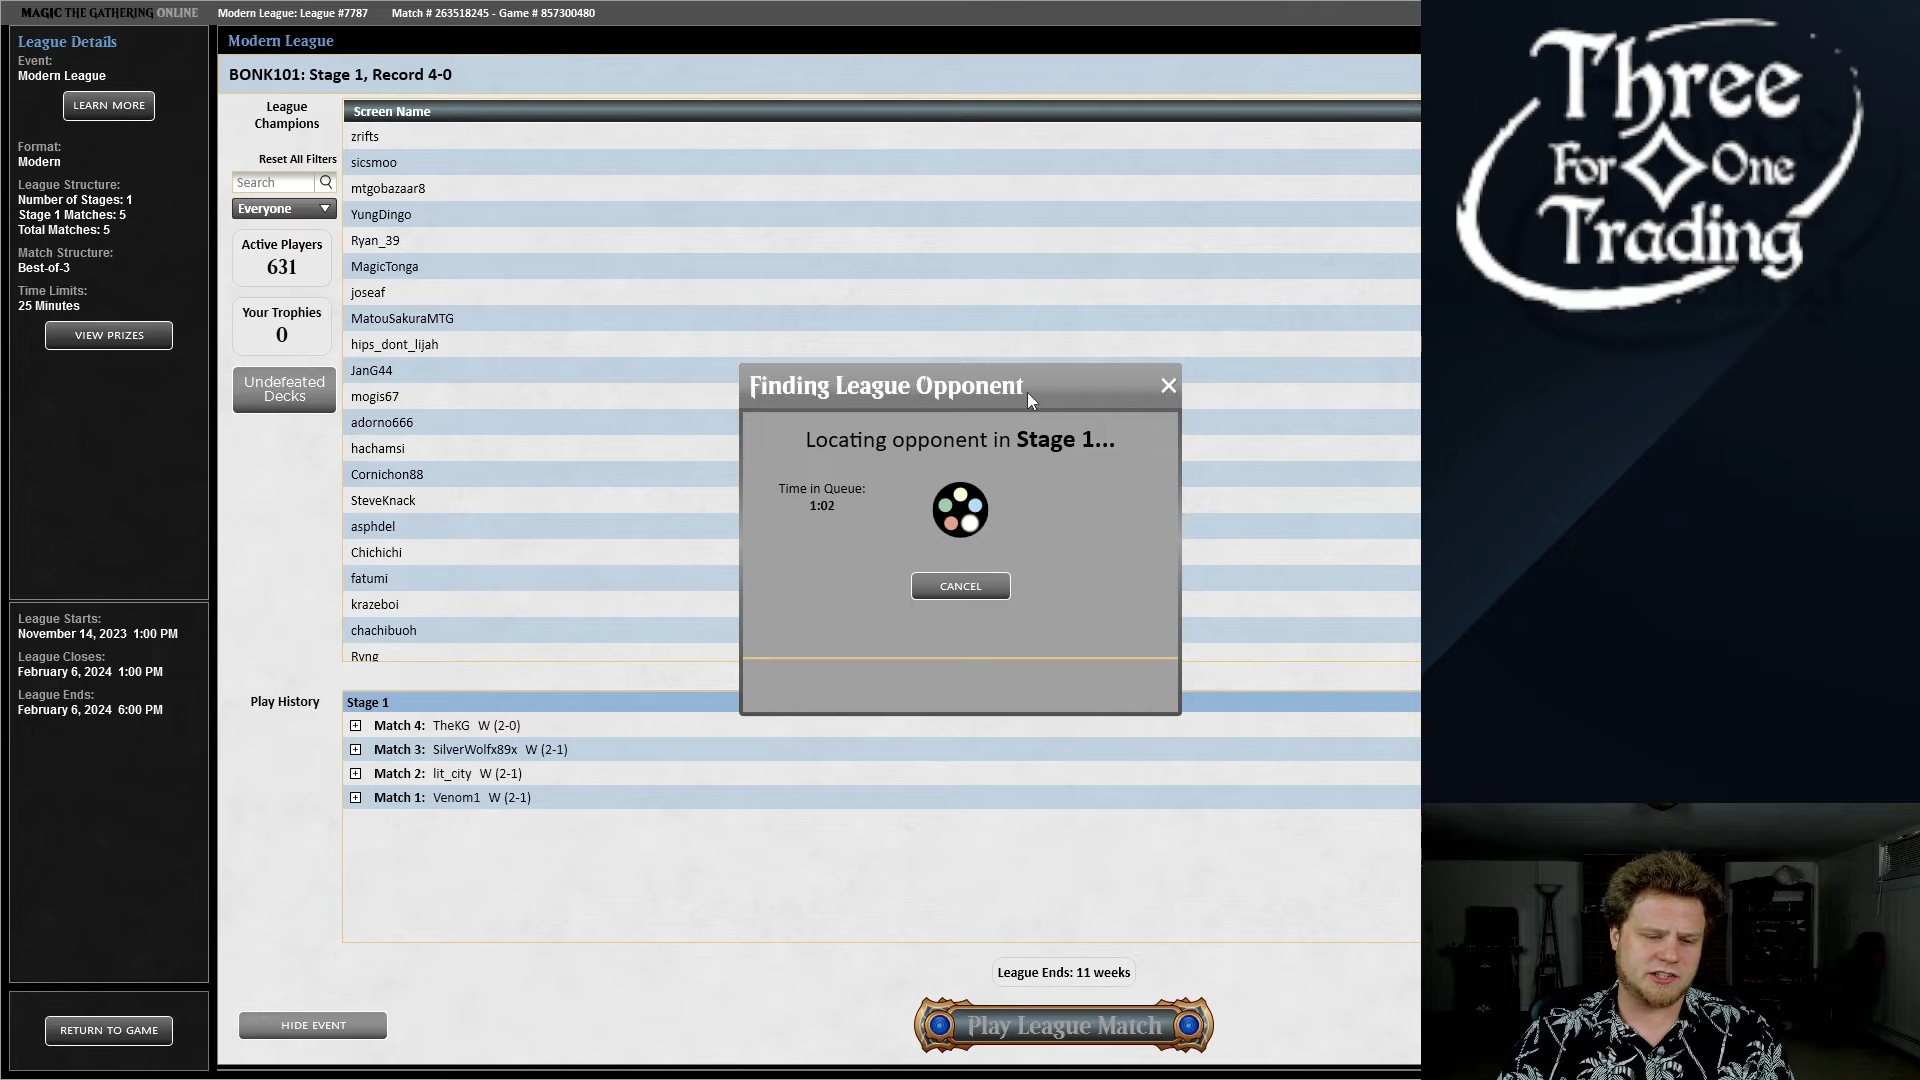 MAGIC THE GATHERING ONLINE
Modern League: League #7787
Match # 263518245 - Game # 857300480
League Details
Event:
Modern League
LEARN MORE
Format:
Modern
League Structure:
Number of Stages: 1
Stage 1 Matches: 5
Total Matches: 5
Match Structure:
Best-of-3
Time Limits:
25 Minutes
VIEW PRIZES
League Starts:
November 14, 2023 1:00 PM
League Closes:
February 6, 2024 1:00 PM
League Ends:
February 6, 2024 6:00 PM
RETURN TO GAME
Modern League
BONK101: Stage 1, Record 4-0
League
Champions
Reset All Filters
Search
Everyone
Active Players
631
Your Trophies
0
Undefeated
Decks
Screen Name
zrifts
sicsmoo
mtgobazaar8
YungDingo
Ryan_39
MagicTonga
joseaf
MatouSakuraMTG
hips_dont_lijah
JanG44
mogis67
adorno666
hachamsi
Cornichon88
SteveKnack
asphdel
Chichichi
fatumi
krazeboi
chachibuoh
Finding League Opponent
Locating opponent in Stage 1...
Time in Queue:
1:02
CANCEL
Play History
Stage 1
Match 4: TheKG W (2-0)
Match 3: SilverWolfx89x W (2-1)
Match 2: lit_city W (2-1)
Match 1: Venom1 W (2-1)
League Ends: 11 weeks
HIDE EVENT
Play League Match
Three
For One
Trading